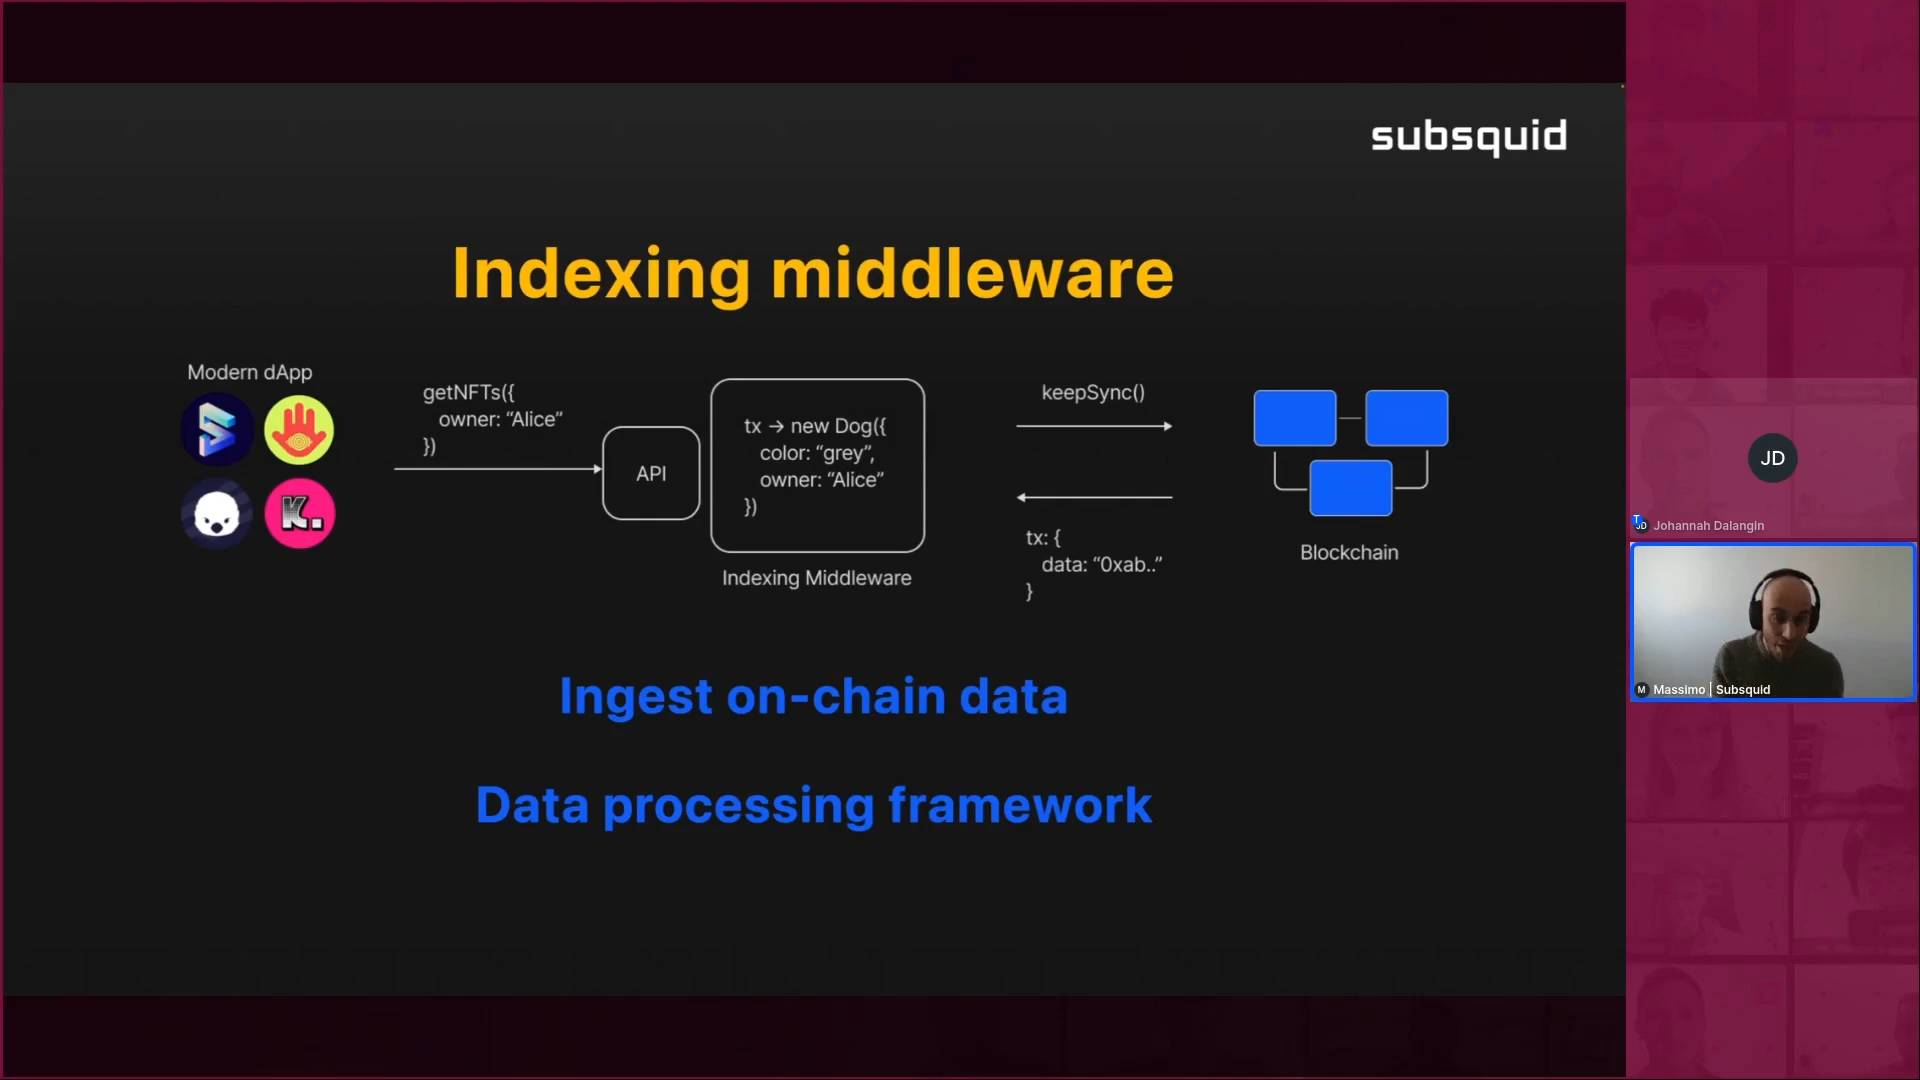 subsquid
Indexing middleware
Modern dApp
K.
getNFTs({
owner: “Alice”
})
API
tx → new Dog({
color: “grey”,
owner: “Alice”
})
Indexing Middleware
keepSync()
tx: {
data: “0xab..”
}
Blockchain
Ingest on-chain data
Data processing framework
JD
JD Johannah Dalangin
M Massimo | Subsquid